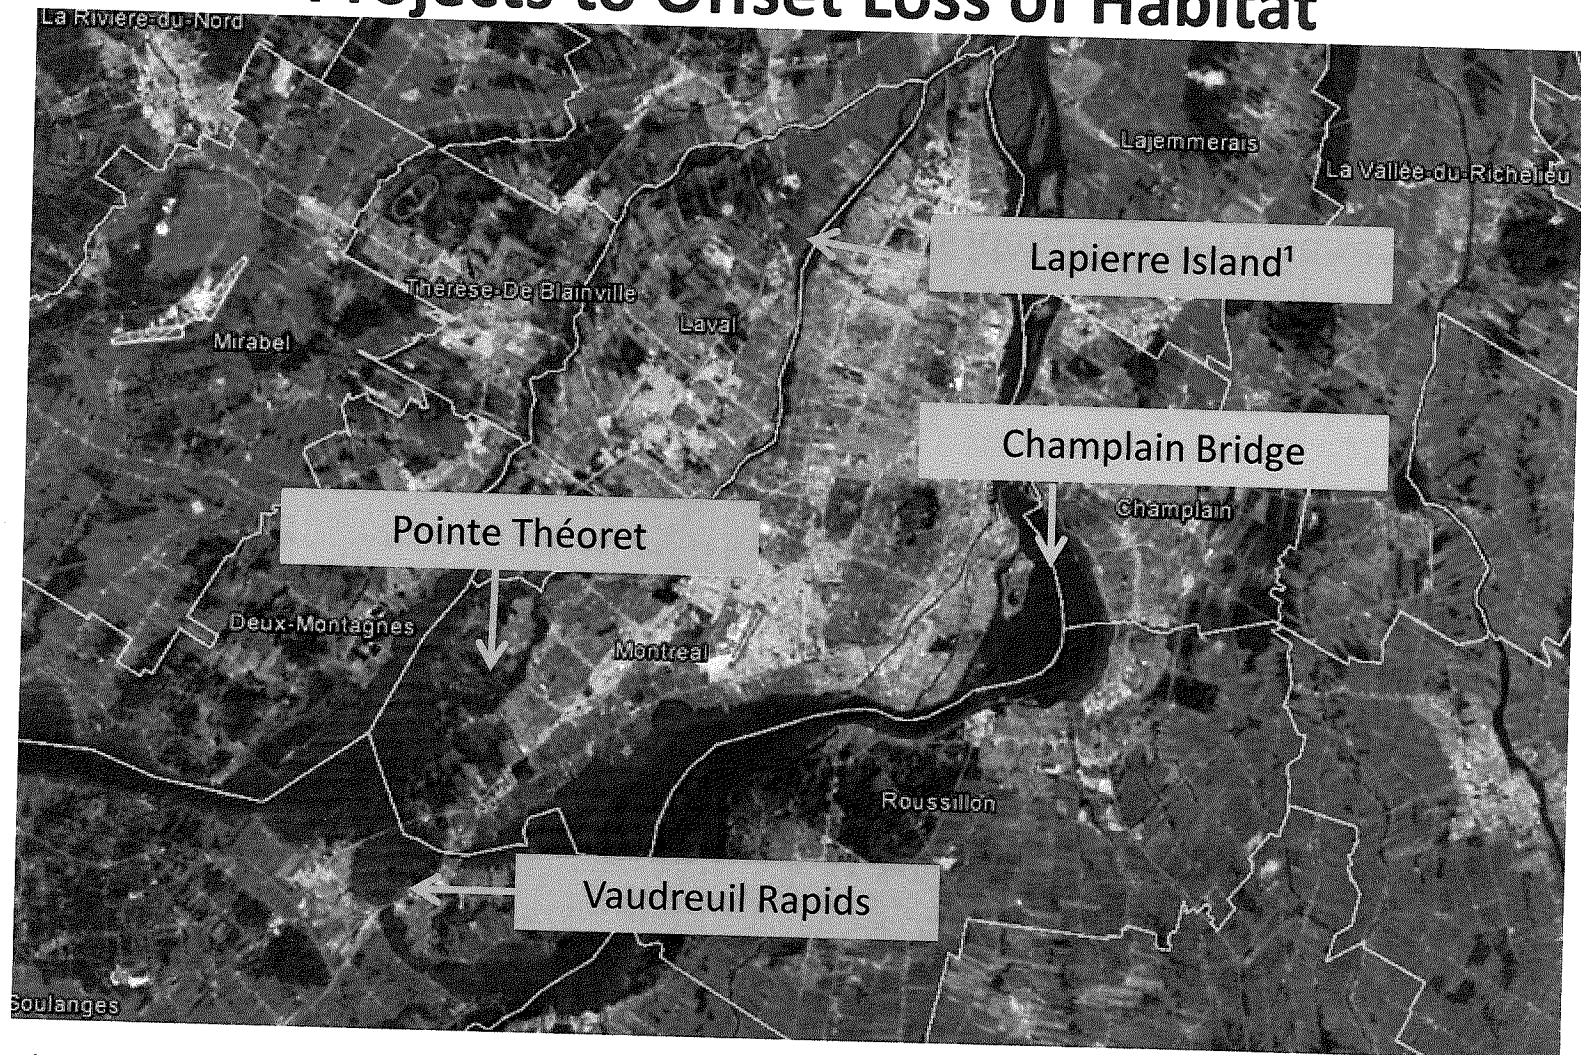 Projects to Offset Loss of Habitat
La Rivière-du-Nord
Lajemmerais
La Vallée-du-Richelieu
Lapierre Island¹
Thérèse-De Blainville
Laval
Mirabel
Champlain Bridge
Champlain
Pointe Théoret
Deux-Montagnes
Montréal
Roussillon
Vaudreuil Rapids
Soulanges